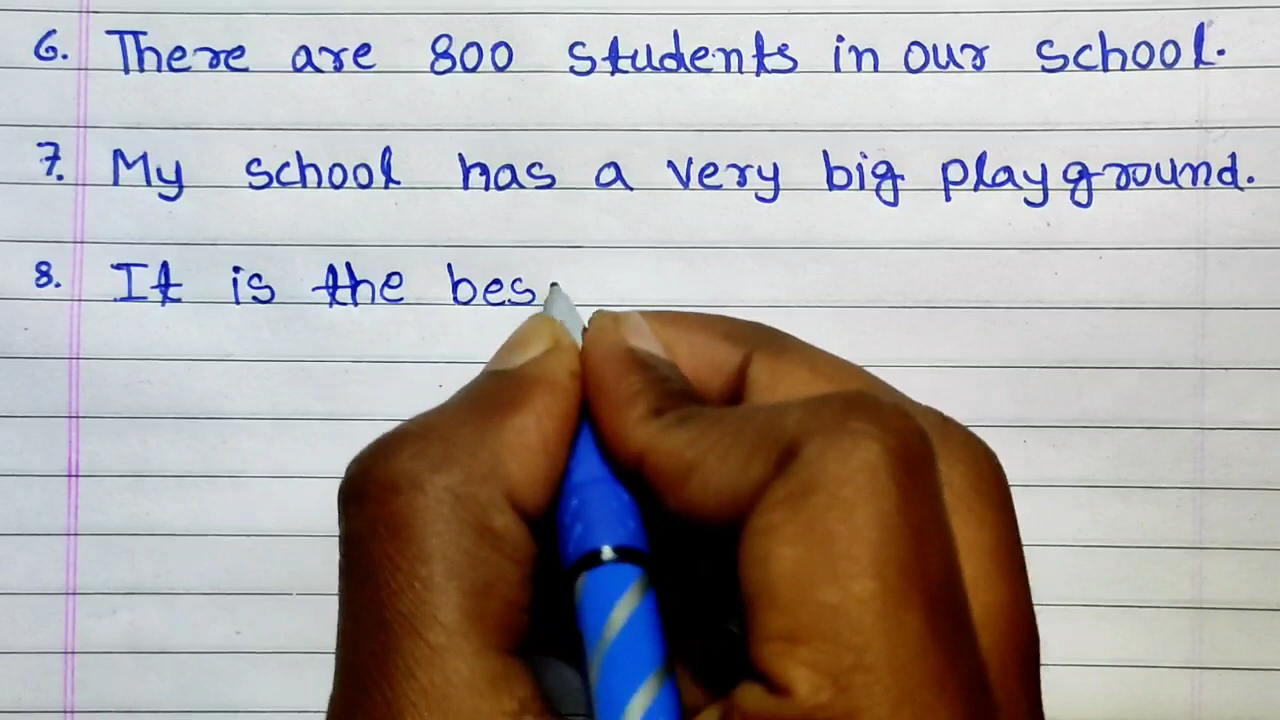 6. There are 800 students in our school.
7. My school has a very big playground.
8. It is the bes